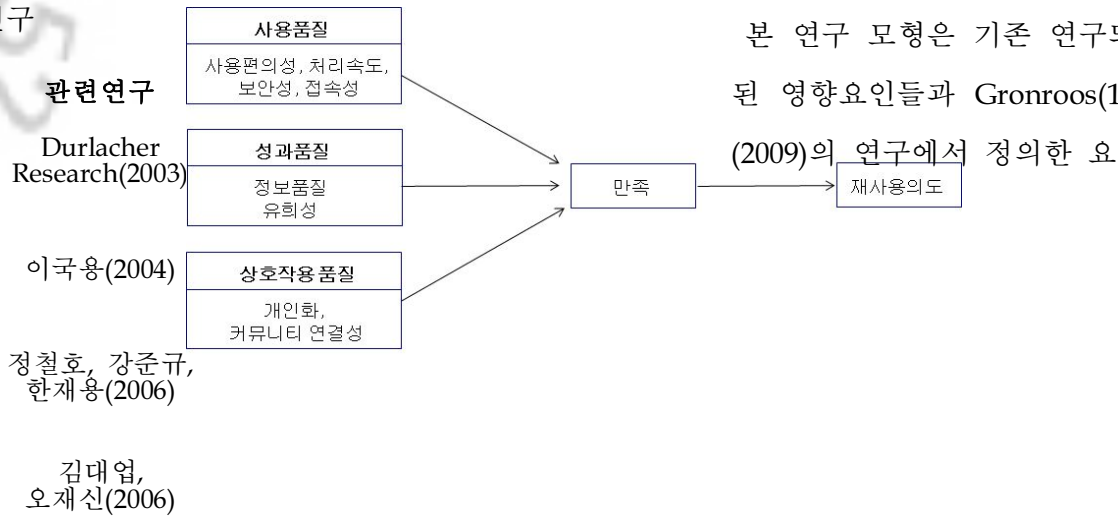 연구
관련연구
Durlacher
Research(2003)
이국용(2004)
정철호, 강준규,
한재용(2006)
김대업,
오재신(2006)
사용품질
사용편의성, 처리속도,
보안성, 접속성
성과품질
정보품질
유희성
상호작용 품질
개인화,
커뮤니티 연결성
만족
재사용의도
본 연구 모형은 기존 연구
된 영향요인들과 Gronroos(1
(2009)의 연구에서 정의한 요